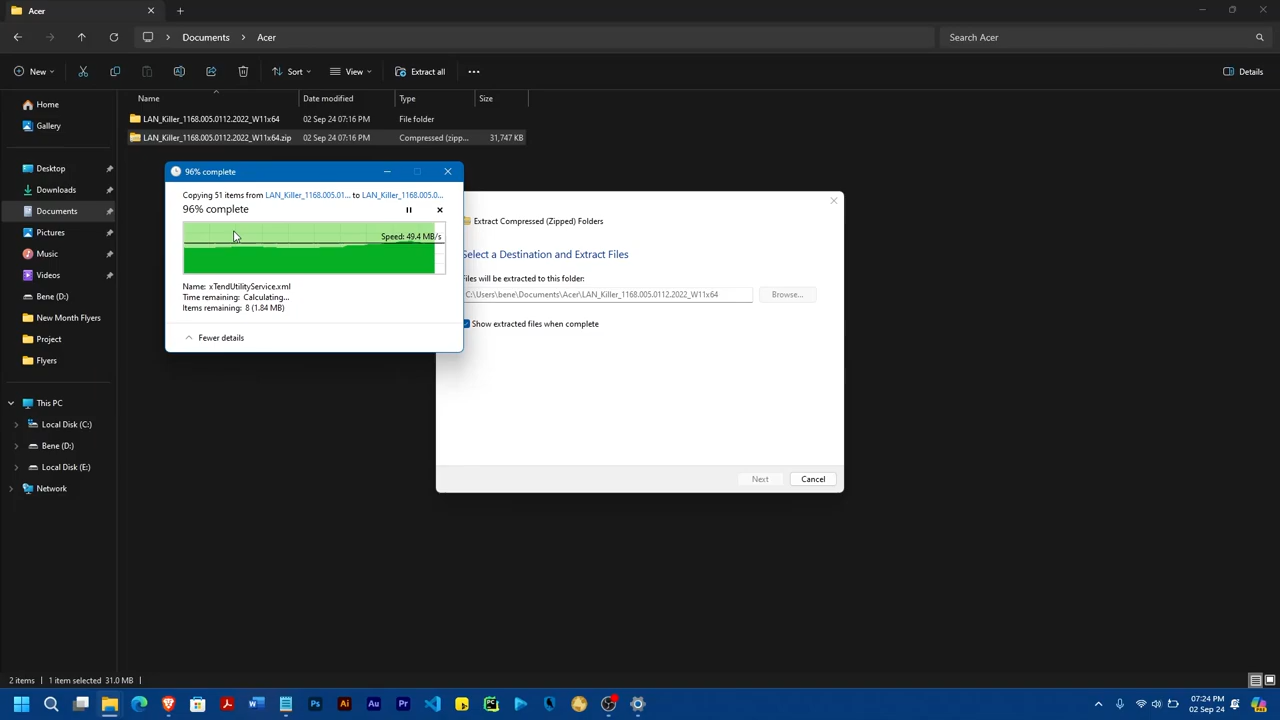 Acer
Documents
Acer
Search Acer
New
Sort
View
Extract all
Details
Name
Date modified
Type
Size
LAN_Killer_1168.005.0112.2022_W11x64
02 Sep 24 07:16 PM
File folder
LAN_Killer_1168.005.0112.2022_W11x64.zip
02 Sep 24 07:16 PM
Compressed (zipp...
31,747 KB
Home
Gallery
Desktop
Downloads
Documents
Pictures
Music
Videos
Bene (D:)
New Month Flyers
Project
Flyers
This PC
Local Disk (C:)
Bene (D:)
Local Disk (E:)
Network
96% complete
Copying 51 items from LAN_Killer_1168.005.01... to LAN_Killer_1168.005.0...
96% complete
Speed: 49.4 MB/s
Name: xTendUtilityService.xml
Time remaining: Calculating...
Items remaining: 8 (1.84 MB)
Fewer details
Extract Compressed (Zipped) Folders
Select a Destination and Extract Files
Files will be extracted to this folder:
C:\Users\bene\Documents\Acer\LAN_Killer_1168.005.0112.2022_W11x64
Browse...
Show extracted files when complete
Next
Cancel
2 items
1 item selected 31.0 MB
Ps
Ai
Au
Pr
07:24 PM
02 Sep 24